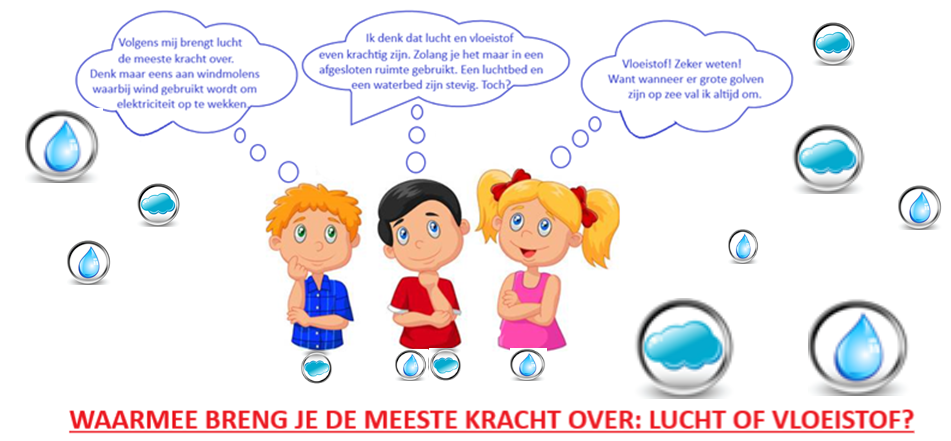 Volgens mij brengt lucht
de meeste kracht over.
Denk maar eens aan windmolens
waarbij wind gebruikt wordt om
elektriciteit op te wekken.
Ik denk dat lucht en vloeistof
even krachtig zijn. Zolang je het maar in een
afgesloten ruimte gebruikt. Een luchtbed en
een waterbed zijn stevig. Toch?
Vloeistof! Zeker weten!
Want wanneer er grote golven
zijn op zee val ik altijd om.
WAARMEE BRENG JE DE MEESTE KRACHT OVER: LUCHT OF VLOEISTOF?